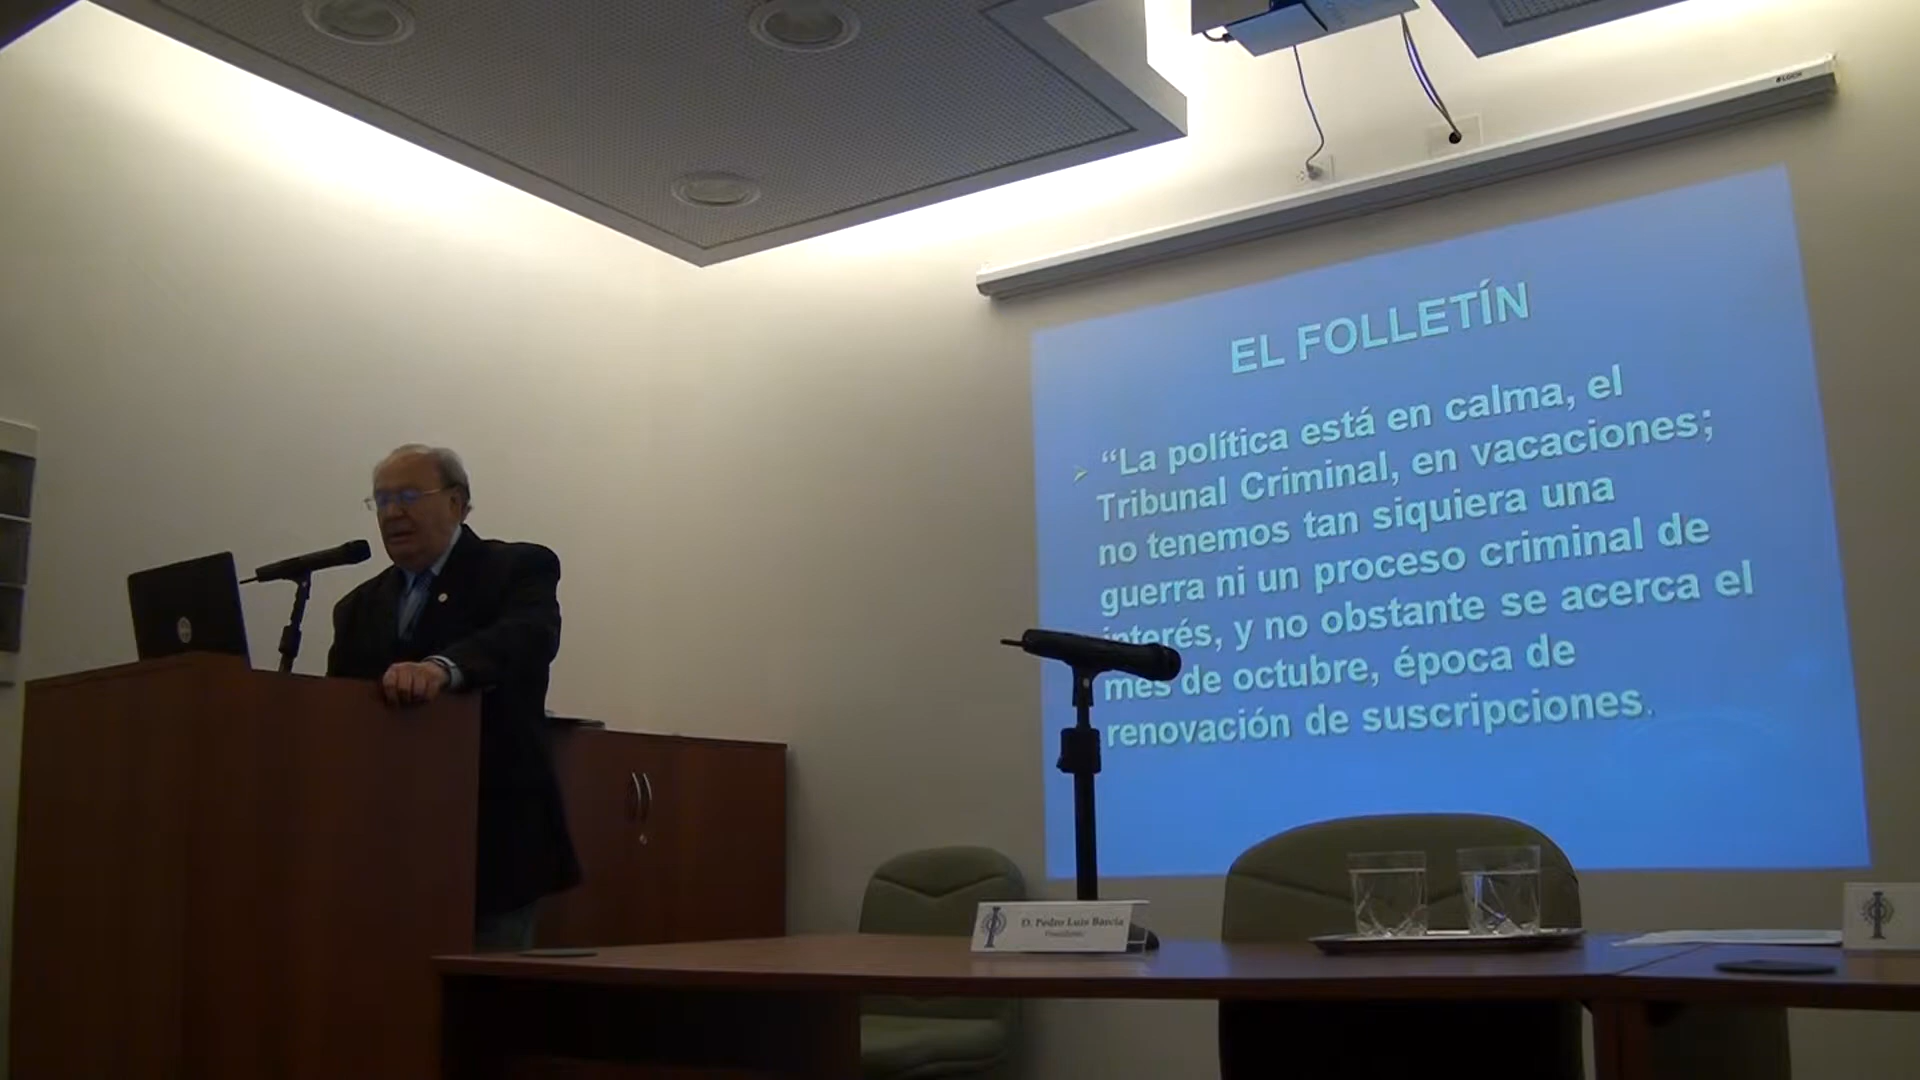 EL FOLLETÍN
“La política está en calma, el
Tribunal Criminal, en vacaciones;
no tenemos tan siquiera una
guerra ni un proceso criminal de
interés, y no obstante se acerca el
mes de octubre, época de
renovación de suscripciones.
D. Pedro Luis Barcia
Presidente